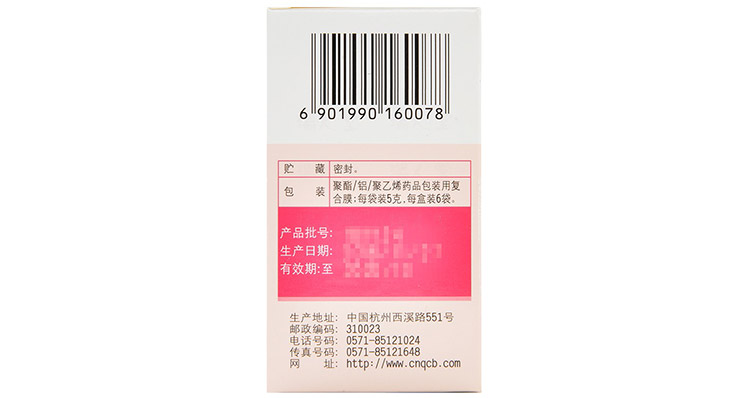 6 901990 160078
贮 藏 密封。
包 装 聚酯/铝/聚乙烯药品包装用复
合膜;每袋装5克,每盒装6袋。
产品批号:
生产日期:
有效期:至
生产地址: 中国杭州西溪路551号
邮政编码: 310023
电话号码: 0571-85121024
传真号码: 0571-85121648
网 址: http://www.cnqcb.com